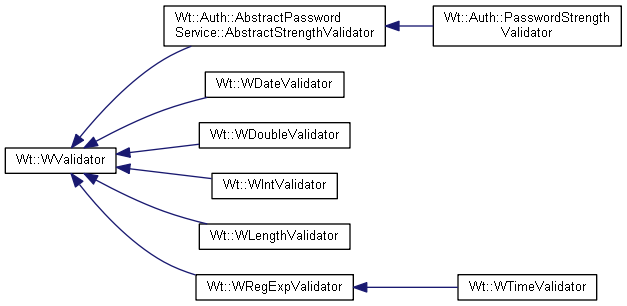 Wt::Auth::AbstractPassword
Service::AbstractStrengthValidator
Wt::Auth::PasswordStrength
Validator
Wt::WDateValidator
Wt::WDoubleValidator
Wt::WValidator
Wt::WIntValidator
Wt::WLengthValidator
Wt::WRegExpValidator
Wt::WTimeValidator